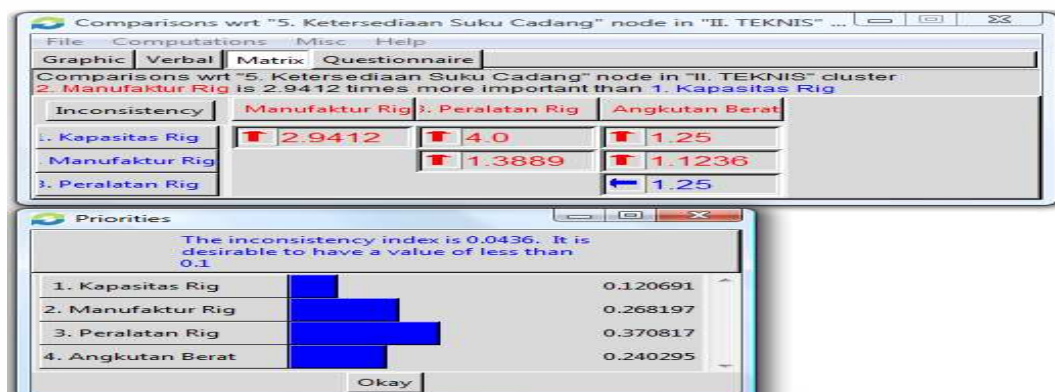 Comparisons wrt "5. Ketersediaan Suku Cadang" node in "II. TEKNIS" ...
File Computations Misc Help
Graphic Verbal Matrix Questionnaire
Comparisons wrt "5. Ketersediaan Suku Cadang" node in "II. TEKNIS" cluster
2. Manufaktur Rig is 2.9412 times more important than 1. Kapasitas Rig
Inconsistency Manufaktur Rig 3. Peralatan Rig Angkutan Berat
1. Kapasitas Rig 2.9412 4.0 1.25
Manufaktur Rig 1.3889 1.1236
3. Peralatan Rig 1.25
Priorities
The inconsistency index is 0.0436. It is
desirable to have a value of less than
0.1
1. Kapasitas Rig 0.120691
2. Manufaktur Rig 0.268197
3. Peralatan Rig 0.370817
4. Angkutan Berat 0.240295
Okay